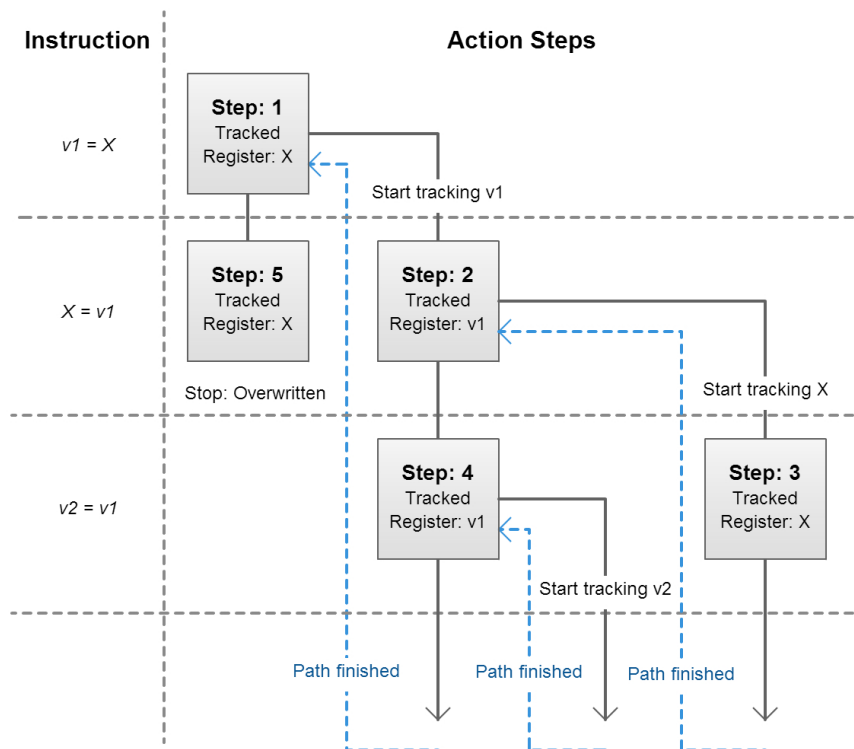 Instruction
Action Steps
v1 = X
Step: 1
Tracked
Register: X
Start tracking v1
X = v1
Step: 5
Tracked
Register: X
Stop: Overwritten
Step: 2
Tracked
Register: v1
Start tracking X
v2 = v1
Step: 4
Tracked
Register: v1
Start tracking v2
Step: 3
Tracked
Register: X
Path finished
Path finished
Path finished